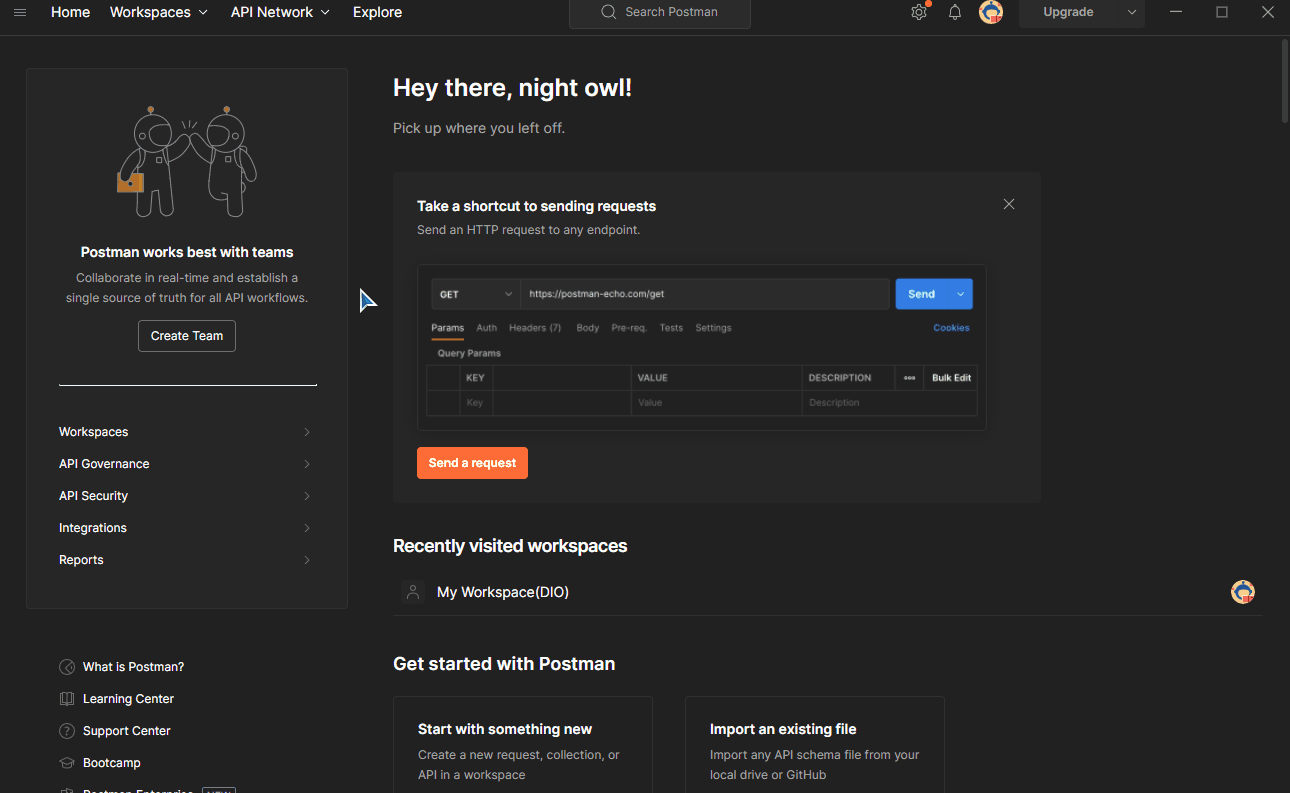 Home Workspaces API Network Explore Search Postman Upgrade
Postman works best with teams
Collaborate in real-time and establish a
single source of truth for all API workflows.
Create Team
Workspaces
API Governance
API Security
Integrations
Reports
What is Postman?
Learning Center
Support Center
Bootcamp
Postman Enterprise NEW
Hey there, night owl!
Pick up where you left off.
Take a shortcut to sending requests
Send an HTTP request to any endpoint.
GET https://postman-echo.com/get Send
Params Auth Headers (7) Body Pre-req. Tests Settings Cookies
Query Params
KEY VALUE DESCRIPTION Bulk Edit
Key Value Description
Send a request
Recently visited workspaces
My Workspace(DIO)
Get started with Postman
Start with something new
Create a new request, collection, or
API in a workspace
Import an existing file
Import any API schema file from your
local drive or GitHub